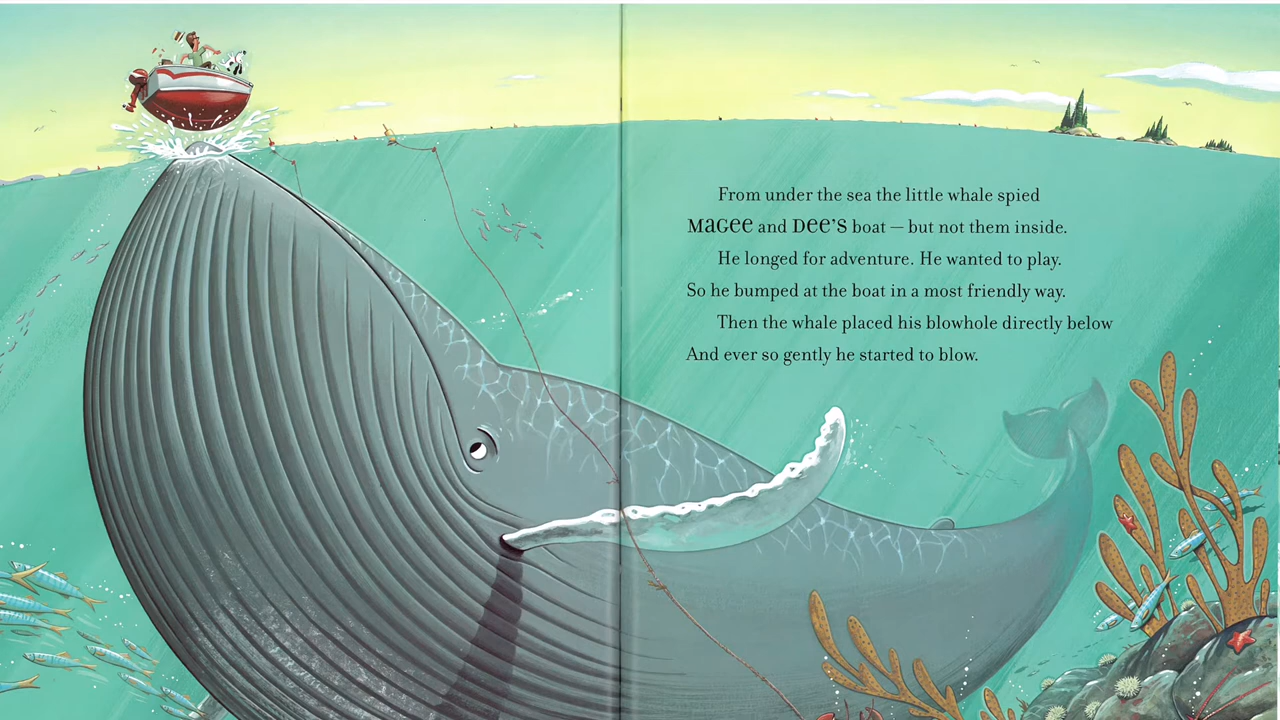 From under the sea the little whale spied
MaGee and Dee's boat — but not them inside.
He longed for adventure. He wanted to play.
So he bumped at the boat in a most friendly way.
Then the whale placed his blowhole directly below
And ever so gently he started to blow.